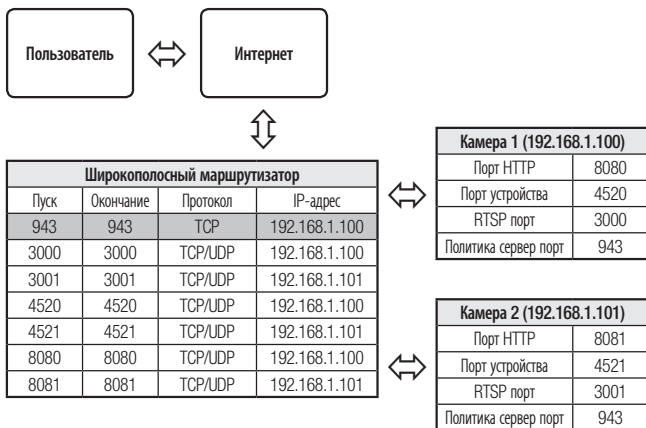 Пользователь
Интернет
Широкополосный маршрутизатор
Пуск Окончание Протокол IP-адрес
943 943 TCP 192.168.1.100
3000 3000 TCP/UDP 192.168.1.100
3001 3001 TCP/UDP 192.168.1.101
4520 4520 TCP/UDP 192.168.1.100
4521 4521 TCP/UDP 192.168.1.101
8080 8080 TCP/UDP 192.168.1.100
8081 8081 TCP/UDP 192.168.1.101
Камера 1 (192.168.1.100)
Порт HTTP 8080
Порт устройства 4520
RTSP порт 3000
Политика сервер порт 943
Камера 2 (192.168.1.101)
Порт HTTP 8081
Порт устройства 4521
RTSP порт 3001
Политика сервер порт 943